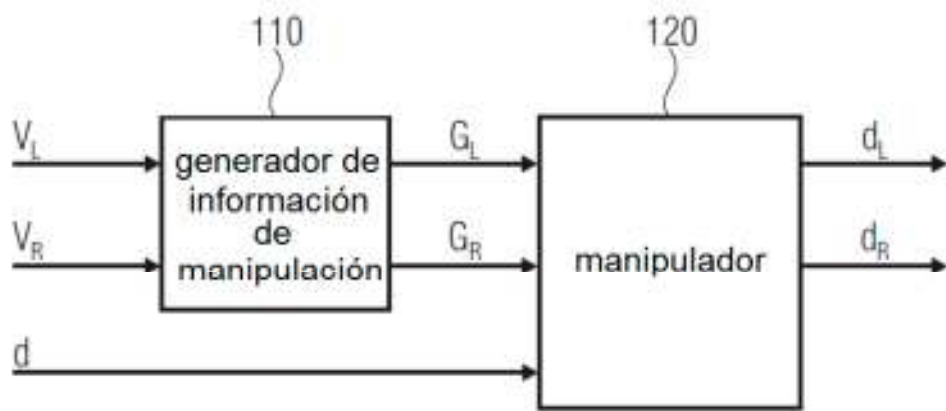 110
120
V_L
generador de
información
de
manipulación
G_L
d_L
V_R
G_R
manipulador
d_R
d